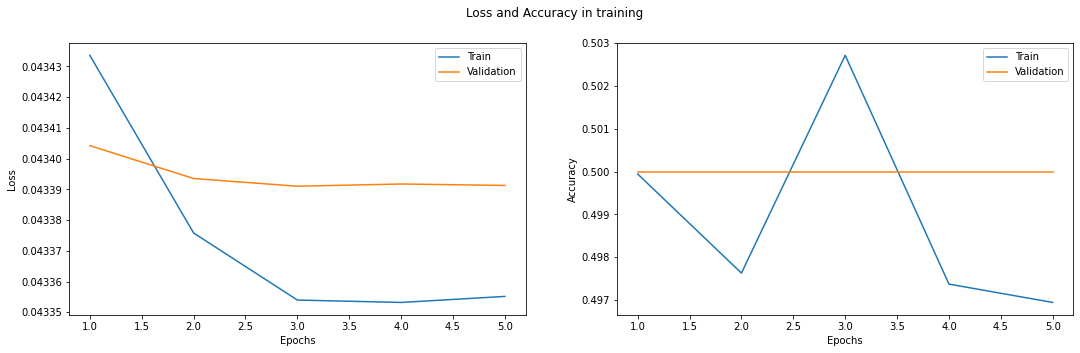 Loss and Accuracy in training
0.04343
0.04342
0.04341
0.04340
0.04339
0.04338
0.04337
0.04336
0.04335
Loss
1.0 1.5 2.0 2.5 3.0 3.5 4.0 4.5 5.0
Epochs
Train
Validation
0.503
0.502
0.501
0.500
0.499
0.498
0.497
Accuracy
1.0 1.5 2.0 2.5 3.0 3.5 4.0 4.5 5.0
Epochs
Train
Validation